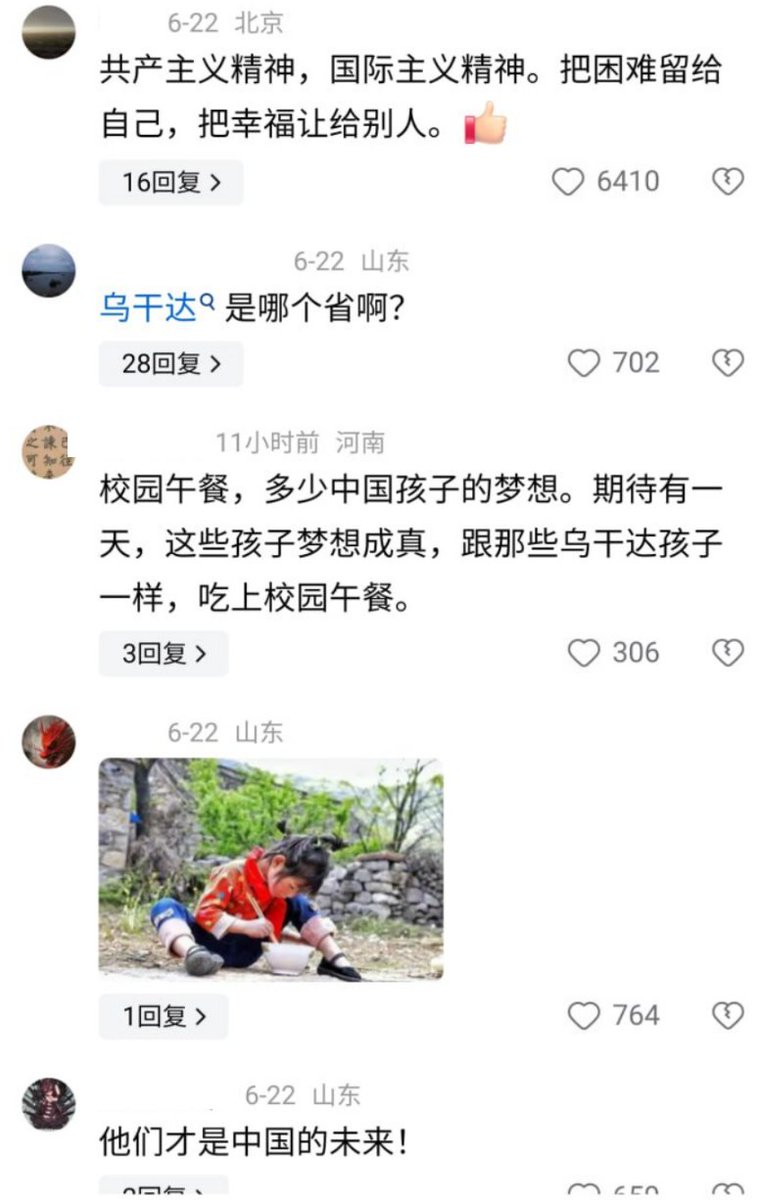 6-22 北京
共产主义精神，国际主义精神。把困难留给
自己，把幸福让给别人。👍
16回复 >
6410
6-22 山东
乌干达 是哪个省啊？
28回复 >
702
11小时前 河南
校园午餐，多少中国孩子的梦想。期待有一
天，这些孩子梦想成真，跟那些乌干达孩子
一样，吃上校园午餐。
3回复 >
306
6-22 山东
1回复 >
764
6-22 山东
他们才是中国的未来！